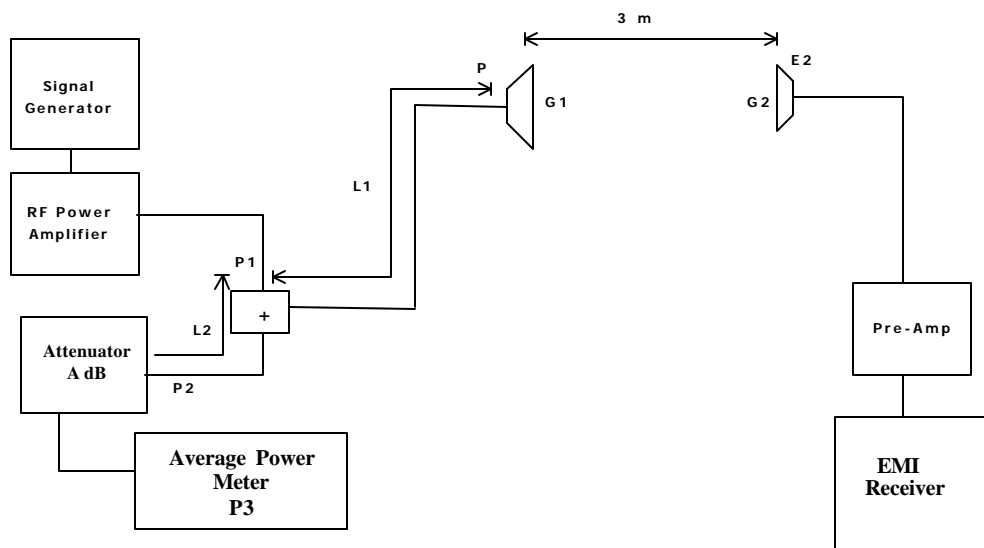 3 m
Signal
Generator
P
E2
G1
G2
L1
RF Power
Amplifier
P1
+
L2
Pre-Amp
Attenuator
A dB
P2
Average Power
Meter
P3
EMI
Receiver